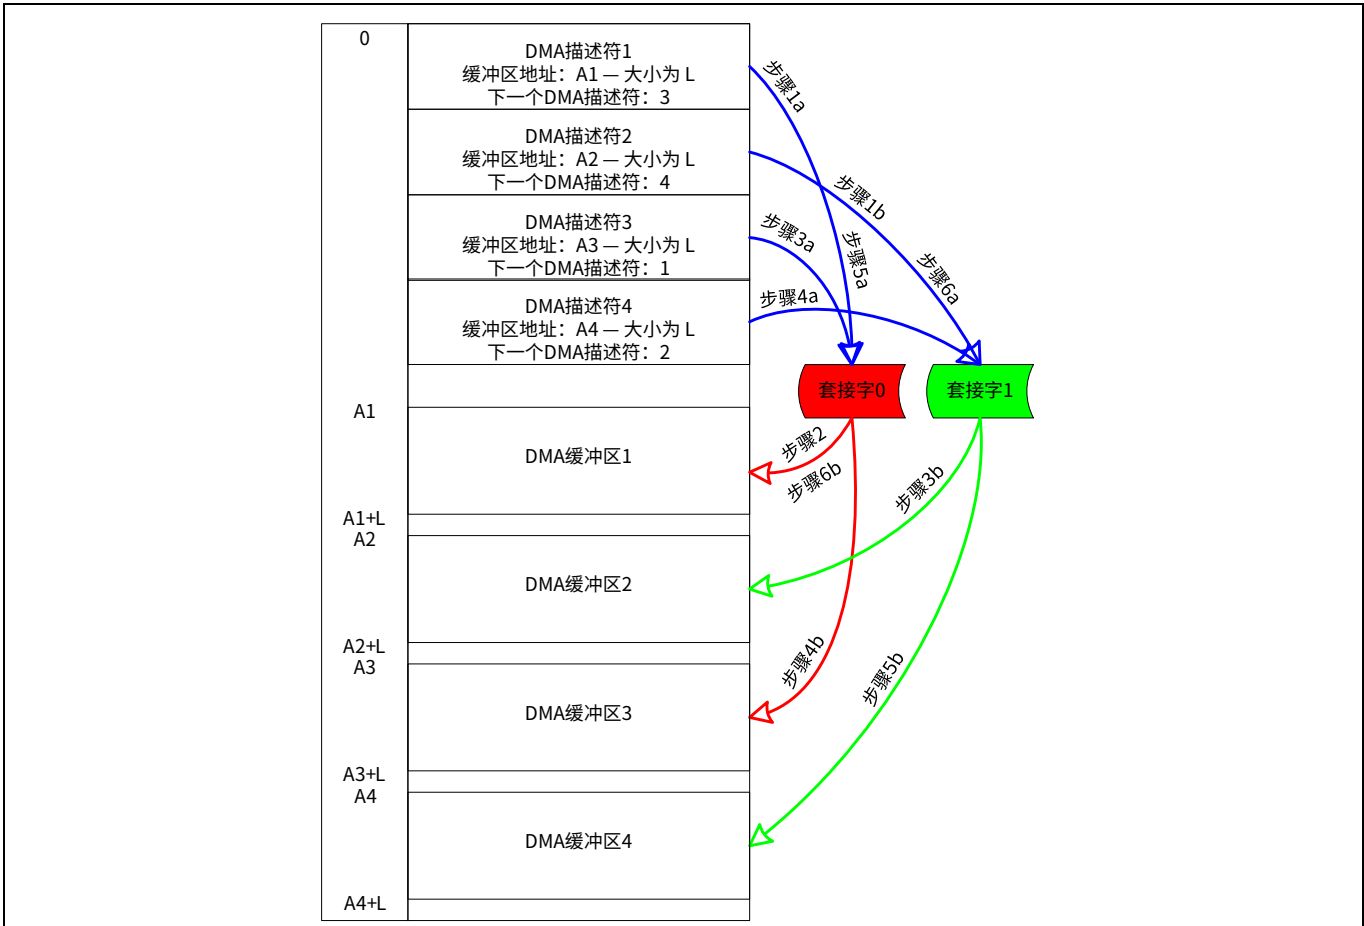 0
DMA描述符1
缓冲区地址：A1 — 大小为 L
下一个DMA描述符：3
DMA描述符2
缓冲区地址：A2 — 大小为 L
下一个DMA描述符：4
DMA描述符3
缓冲区地址：A3 — 大小为 L
下一个DMA描述符：1
DMA描述符4
缓冲区地址：A4 — 大小为 L
下一个DMA描述符：2
步骤1a
步骤1b
步骤3a
步骤5a
步骤6a
步骤4a
套接字0
套接字1
A1
DMA缓冲区1
步骤2
步骤6b
步骤3b
A1+L
A2
DMA缓冲区2
A2+L
A3
步骤4b
步骤5b
DMA缓冲区3
A3+L
A4
DMA缓冲区4
A4+L